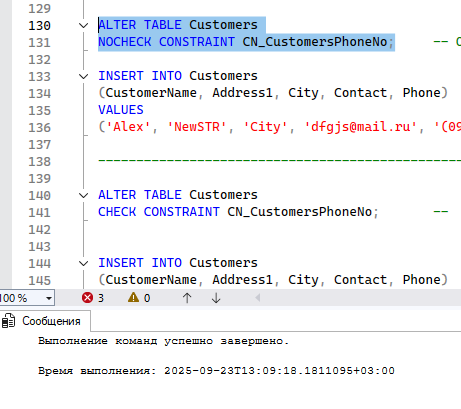 129
130 ALTER TABLE Customers
131 NOCHECK CONSTRAINT CN_CustomersPhoneNo; --
132
133 INSERT INTO Customers
134 (CustomerName, Address1, City, Contact, Phone)
135 VALUES
136 ('Alex', 'NewSTR', 'City', 'dfgjs@mail.ru', '(09
137
138 ------------------------------------------------
139
140 ALTER TABLE Customers
141 CHECK CONSTRAINT CN_CustomersPhoneNo; --
142
143
144 INSERT INTO Customers
145 (CustomerName, Address1, City, Contact, Phone)
100 % 3 0
Сообщения
Выполнение команд успешно завершено.
Время выполнения: 2025-09-23T13:09:18.1811095+03:00